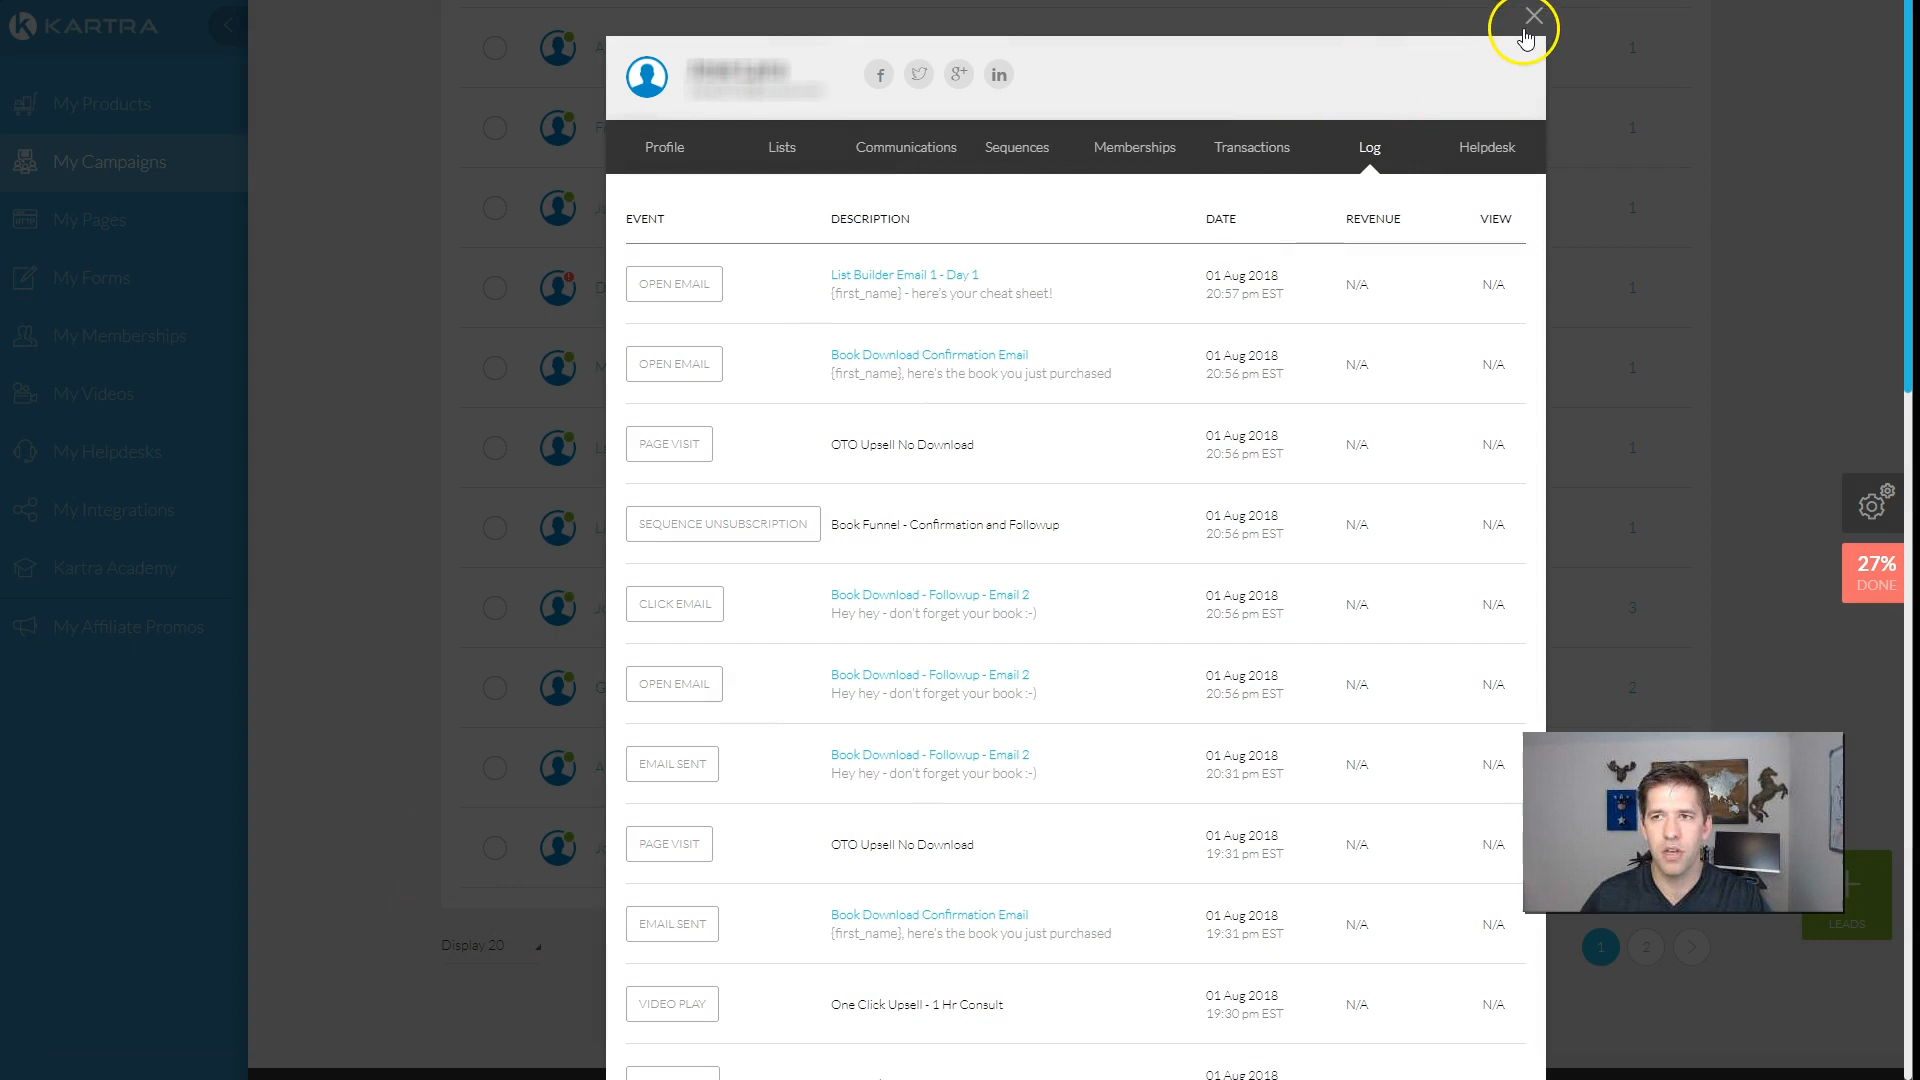 KARTRA
My Products
My Campaigns
My Pages
My Forms
My Memberships
My Videos
My Helpdesks
My Integrations
Kartra Academy
My Affiliate Promos
Profile
Lists
Communications
Sequences
Memberships
Transactions
Log
Helpdesk
EVENT
DESCRIPTION
DATE
REVENUE
VIEW
OPEN EMAIL
List Builder Email 1 - Day 1
{first_name} - here's your cheat sheet!
01 Aug 2018
20:57 pm EST
N/A
N/A
OPEN EMAIL
Book Download Confirmation Email
{first_name}, here's the book you just purchased
01 Aug 2018
20:56 pm EST
N/A
N/A
PAGE VISIT
OTO Upsell No Download
01 Aug 2018
20:56 pm EST
N/A
N/A
SEQUENCE UNSUBSCRIPTION
Book Funnel - Confirmation and Followup
01 Aug 2018
20:56 pm EST
N/A
N/A
CLICK EMAIL
Book Download - Followup - Email 2
Hey hey - don't forget your book :-)
01 Aug 2018
20:56 pm EST
N/A
N/A
OPEN EMAIL
Book Download - Followup - Email 2
Hey hey - don't forget your book :-)
01 Aug 2018
20:56 pm EST
N/A
N/A
EMAIL SENT
Book Download - Followup - Email 2
Hey hey - don't forget your book :-)
01 Aug 2018
20:31 pm EST
N/A
N/A
PAGE VISIT
OTO Upsell No Download
01 Aug 2018
19:31 pm EST
N/A
N/A
EMAIL SENT
Book Download Confirmation Email
{first_name}, here's the book you just purchased
01 Aug 2018
19:31 pm EST
N/A
N/A
VIDEO PLAY
One Click Upsell - 1 Hr Consult
01 Aug 2018
19:30 pm EST
N/A
N/A
01 Aug 2018
1
1
1
1
1
1
1
3
2
27%
DONE
LEADS
Display 20
1
2